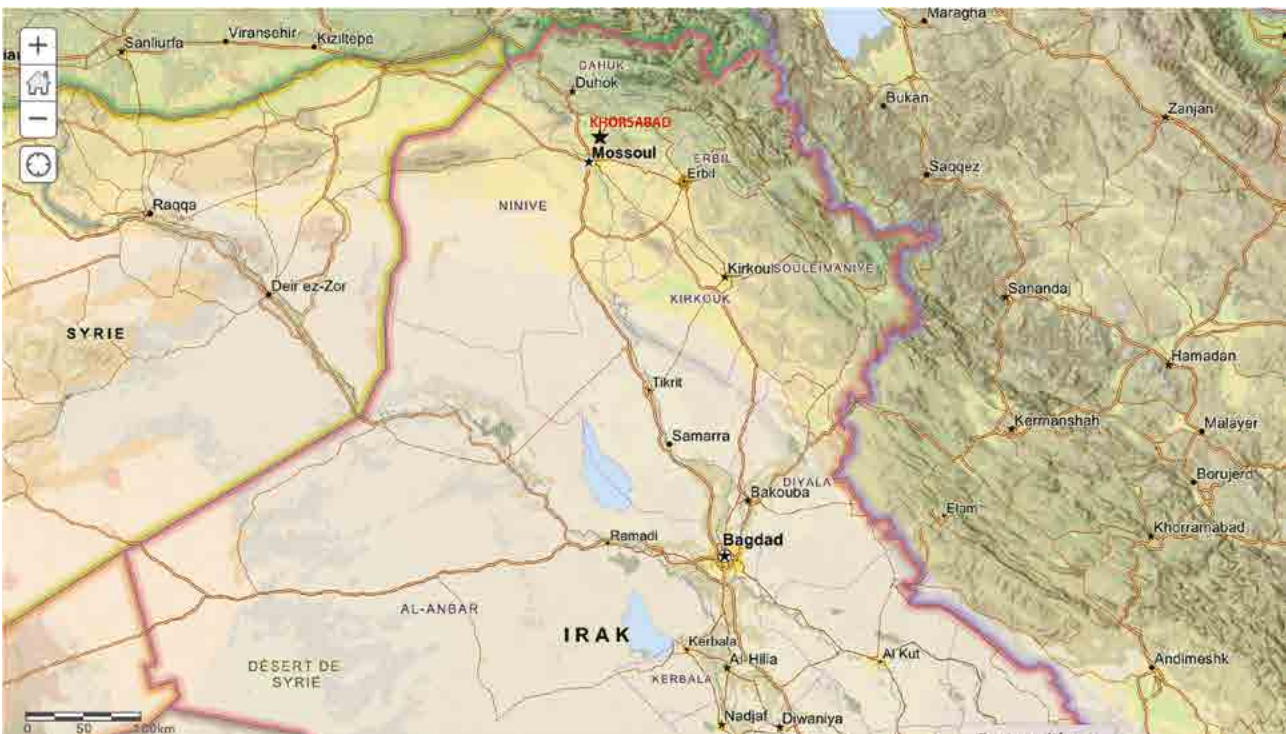 Maragha
Viransehir
Sanliurfa
Kiziltepe
DAHUK
Duhok
Bukan
Zanjan
KHORSABAD
Mossoul
ERBIL
Erbil
Saqqez
Raqqa
NINIVE
Kirkou
SOULEIMANIYE
Deir ez-Zor
KIRKOUK
Sanandaj
SYRIE
Hamadan
Tikrit
Kermanshah
Malayer
Samarra
DIYALA
Borujerd
Bakouba
Elam
Khorramabad
Ramadi
Bagdad
AL-ANBAR
IRAK
Kerbala
Al-Hilla
Al Kut
Andimeshk
DÉSERT DE
SYRIE
KERBALA
Nadjaf
Diwaniya
0 50 100km